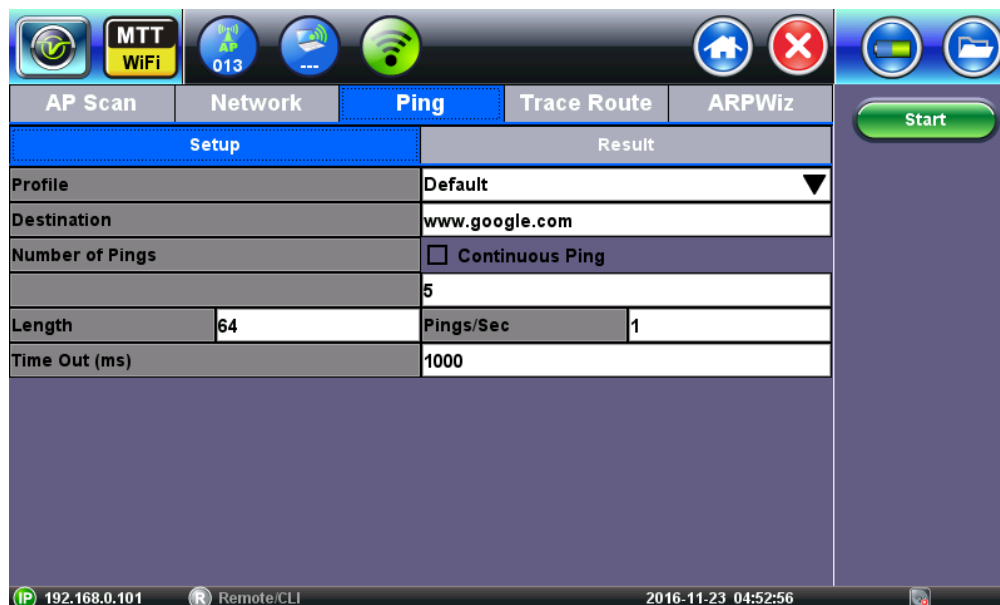 MTT
WiFi
AP
013
---
AP Scan Network Ping Trace Route ARPWiz
Start
Setup Result
Profile Default
Destination www.google.com
Number of Pings Continuous Ping
5
Length 64 Pings/Sec 1
Time Out (ms) 1000
IP 192.168.0.101 R Remote/CLI 2016-11-23 04:52:56